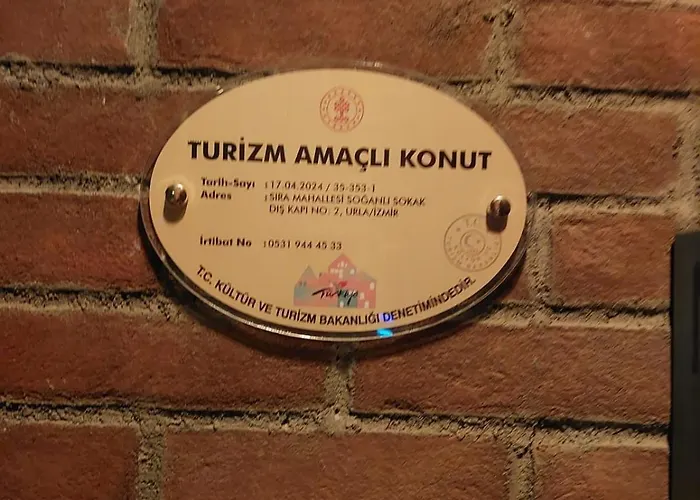 TURİZM AMAÇLI KONUT
Tarih-Sayı : 17.04.2024 / 35-353-1
Adres : SIRA MAHALLESİ SOĞANLI SOKAK
DIŞ KAPI NO: 2, URLA/İZMİR
İrtibat No : 0531 944 45 33
Türkiye
T.C. KÜLTÜR VE TURİZM BAKANLIĞI DENETİMİNDEDİR.